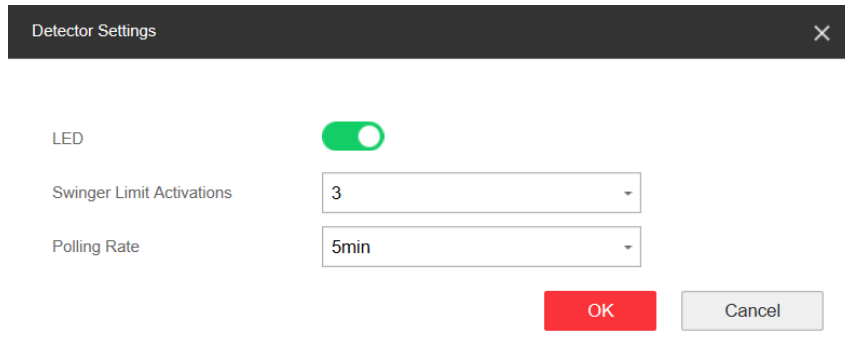 Detector Settings
LED
Swinger Limit Activations
3
Polling Rate
5min
OK
Cancel